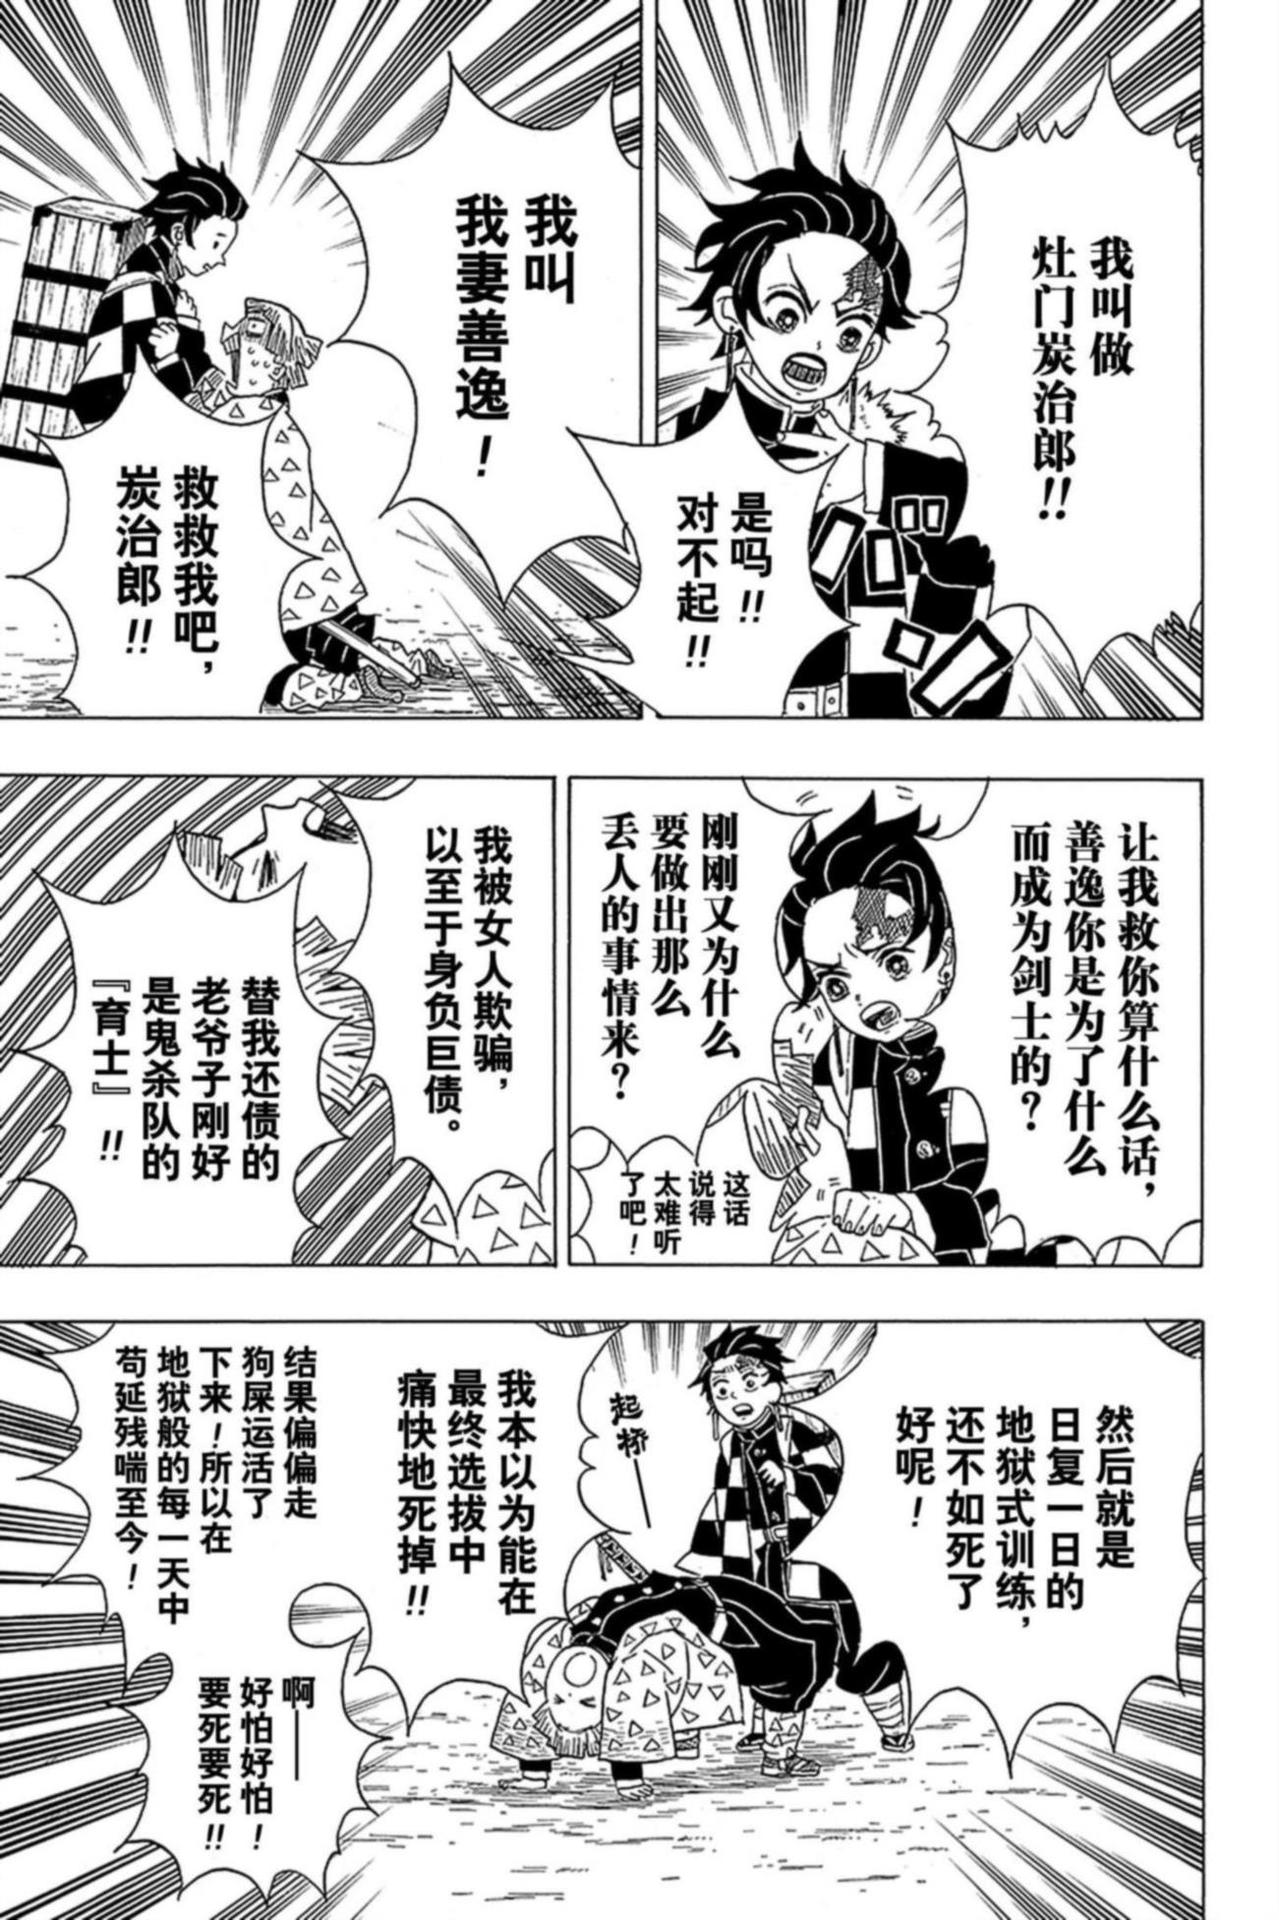 我叫做
灶门炭治郎!!
是吗!!
对不起!!
我叫
我妻善逸！
救救我吧，
炭治郎!!
让我救你算什么话，
善逸你是为了什么
而成为剑士的？
刚刚又为什么
要做出那么
丢人的事情来？
这话
说得
太难听
了吧！
我被女人欺骗，
以至于身负巨债。
替我还债的
老爷子刚好
是鬼杀队的
『育士』!!
然后就是
日复一日的
地狱式训练，
还不如死了
好呢！
起桥——
我本以为能在
最终选拔中
痛快地死掉!!
结果偏偏走
狗屎运活了
下来！所以在
地狱般的每一天中
苟延残喘至今！
啊——
好怕好怕！
要死要死!!